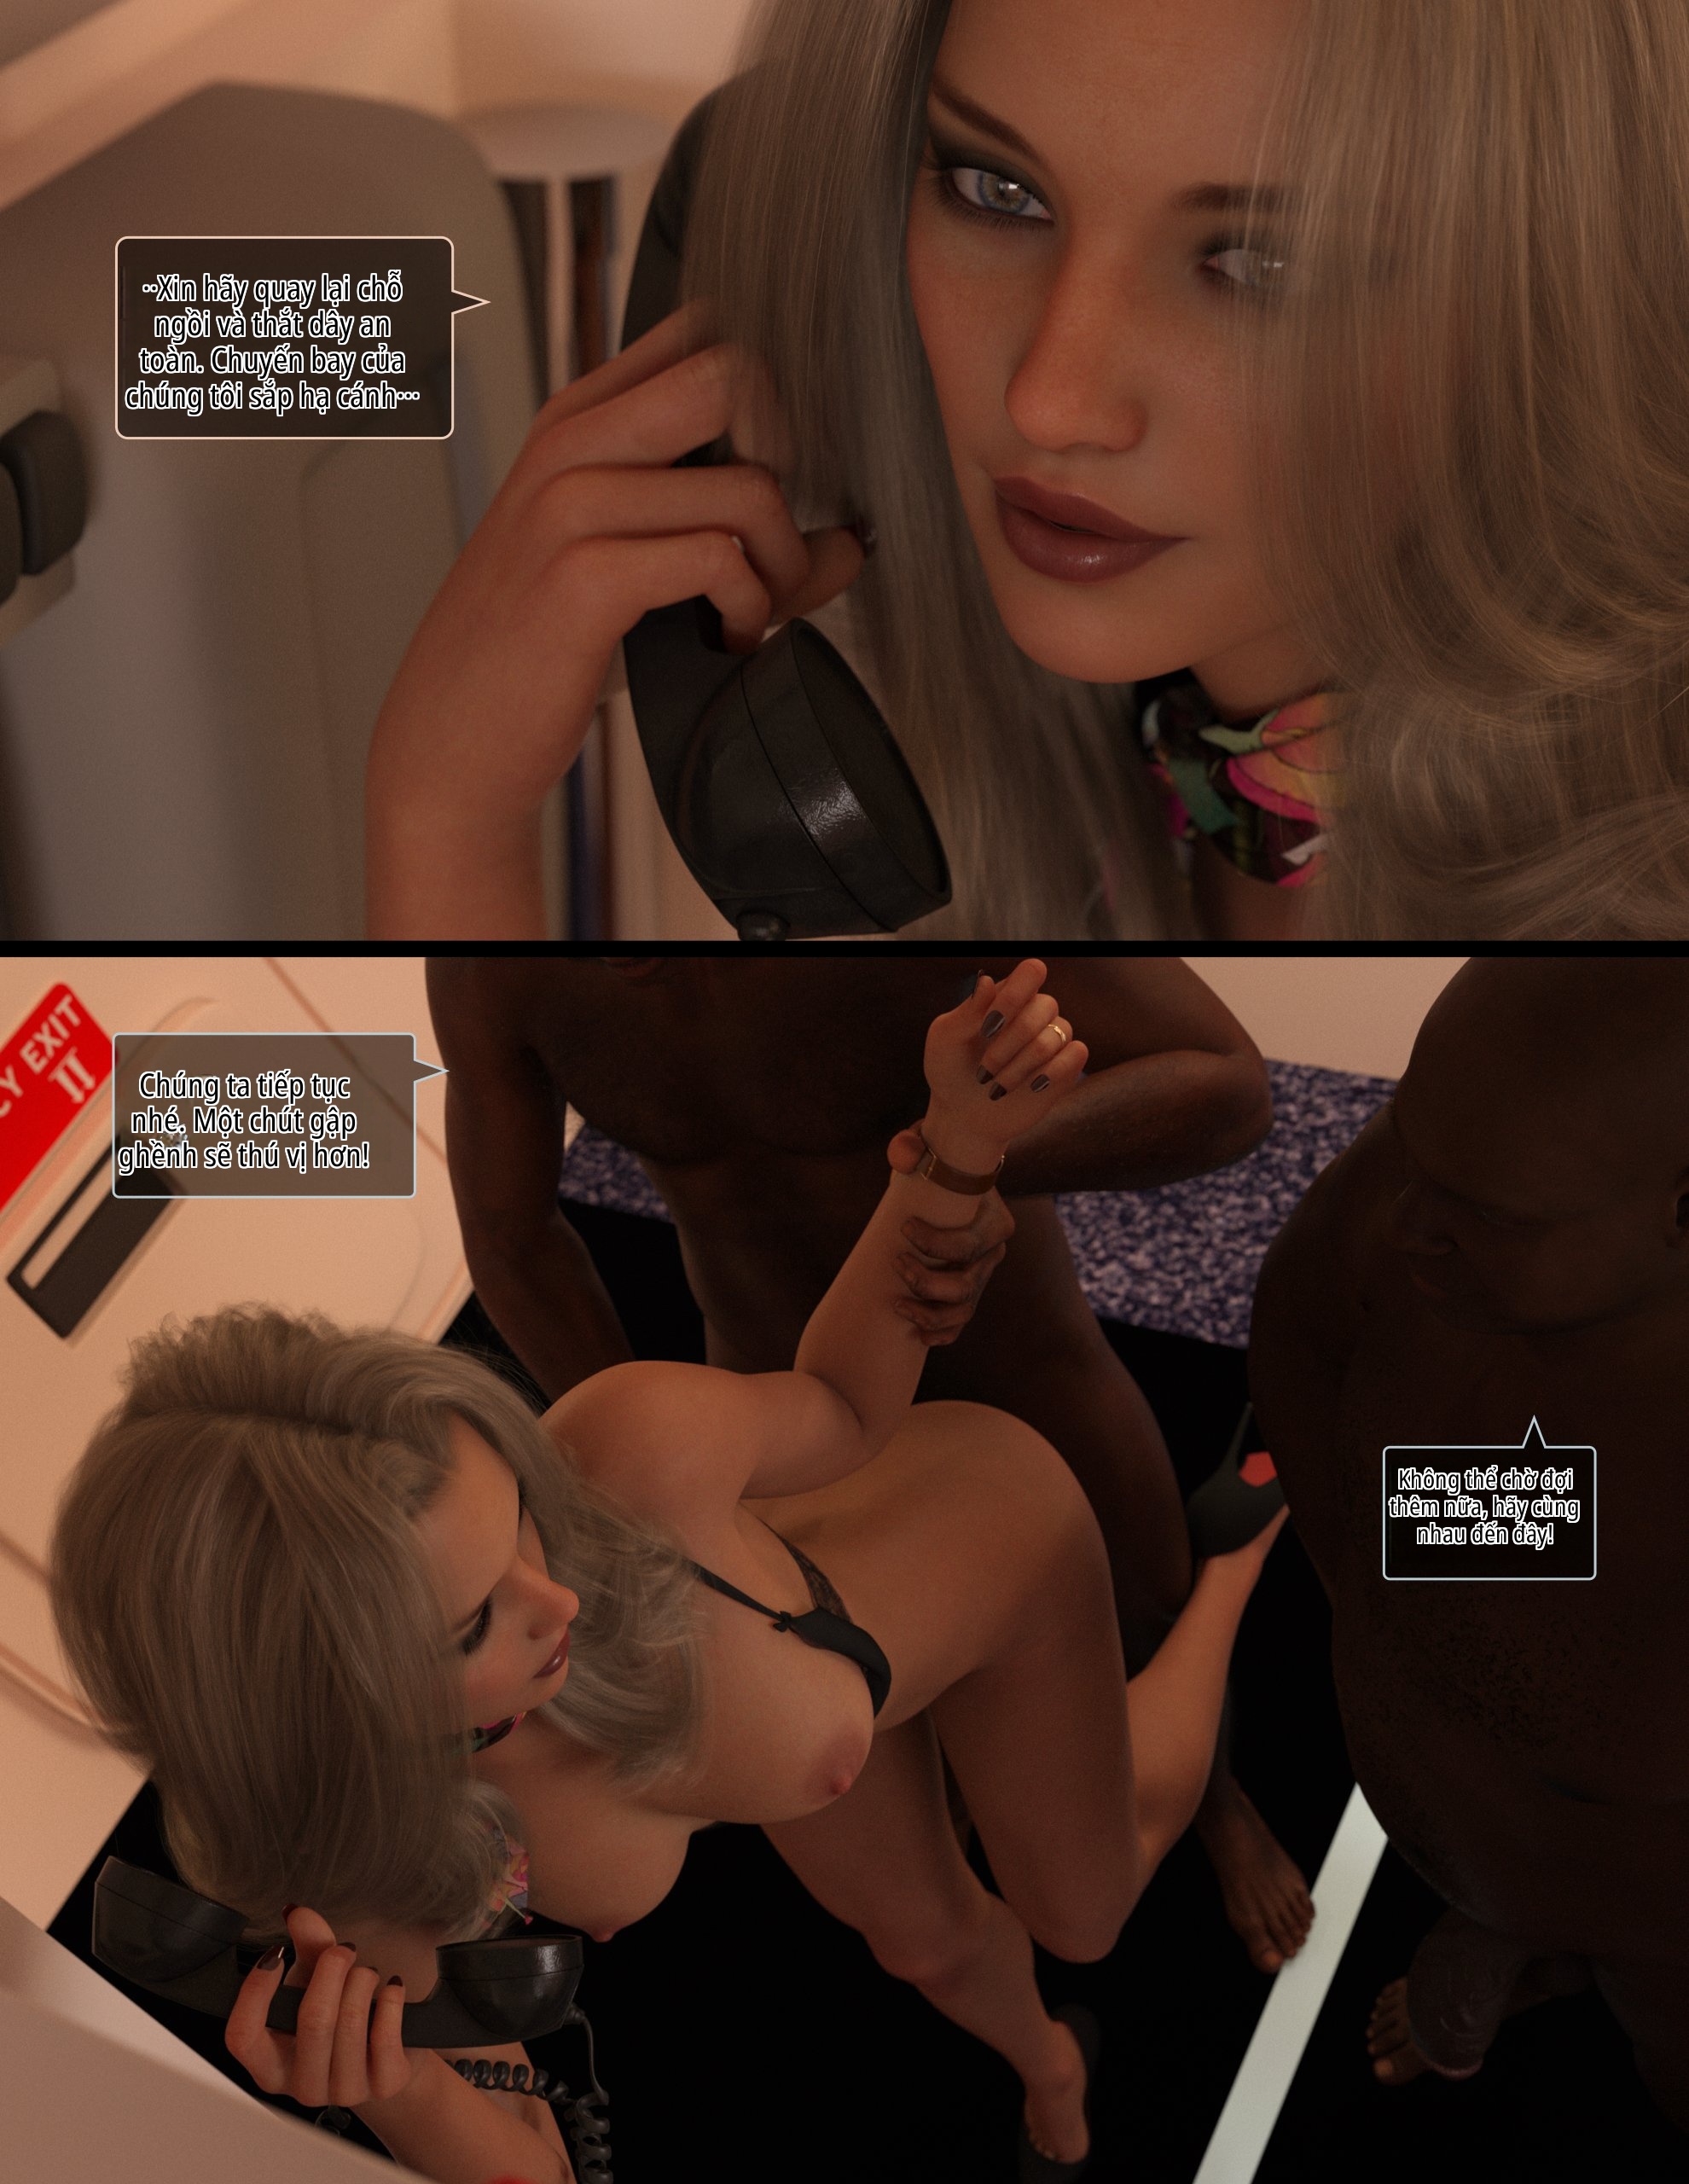 ··Xin hãy quay lại chỗ
ngồi và thắt dây an
toàn. Chuyến bay của
chúng tôi sắp hạ cánh···
CY EXIT
Chúng ta tiếp tục
nhé. Một chút gập
ghềnh sẽ thú vị hơn!
Không thể chờ đợi
thêm nữa, hãy cùng
nhau đến đây!